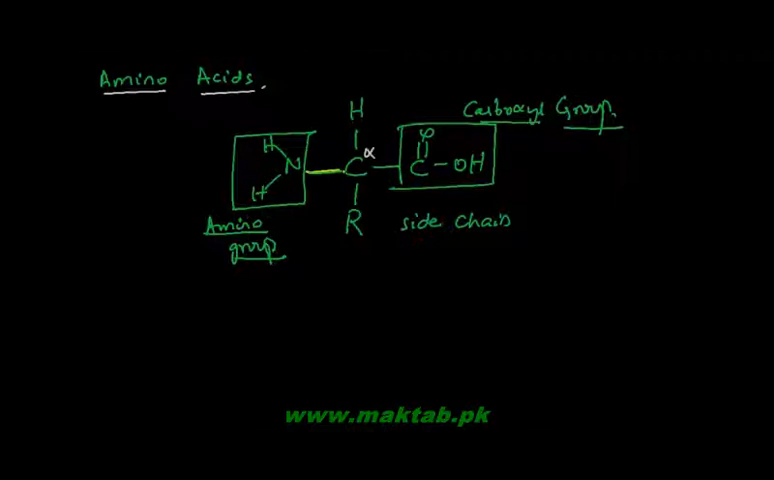 Amino Acids.
Carboxyl Group.
H
H
O
N
C α
C - OH
H
Amino
group
R
side chain
www.maktab.pk